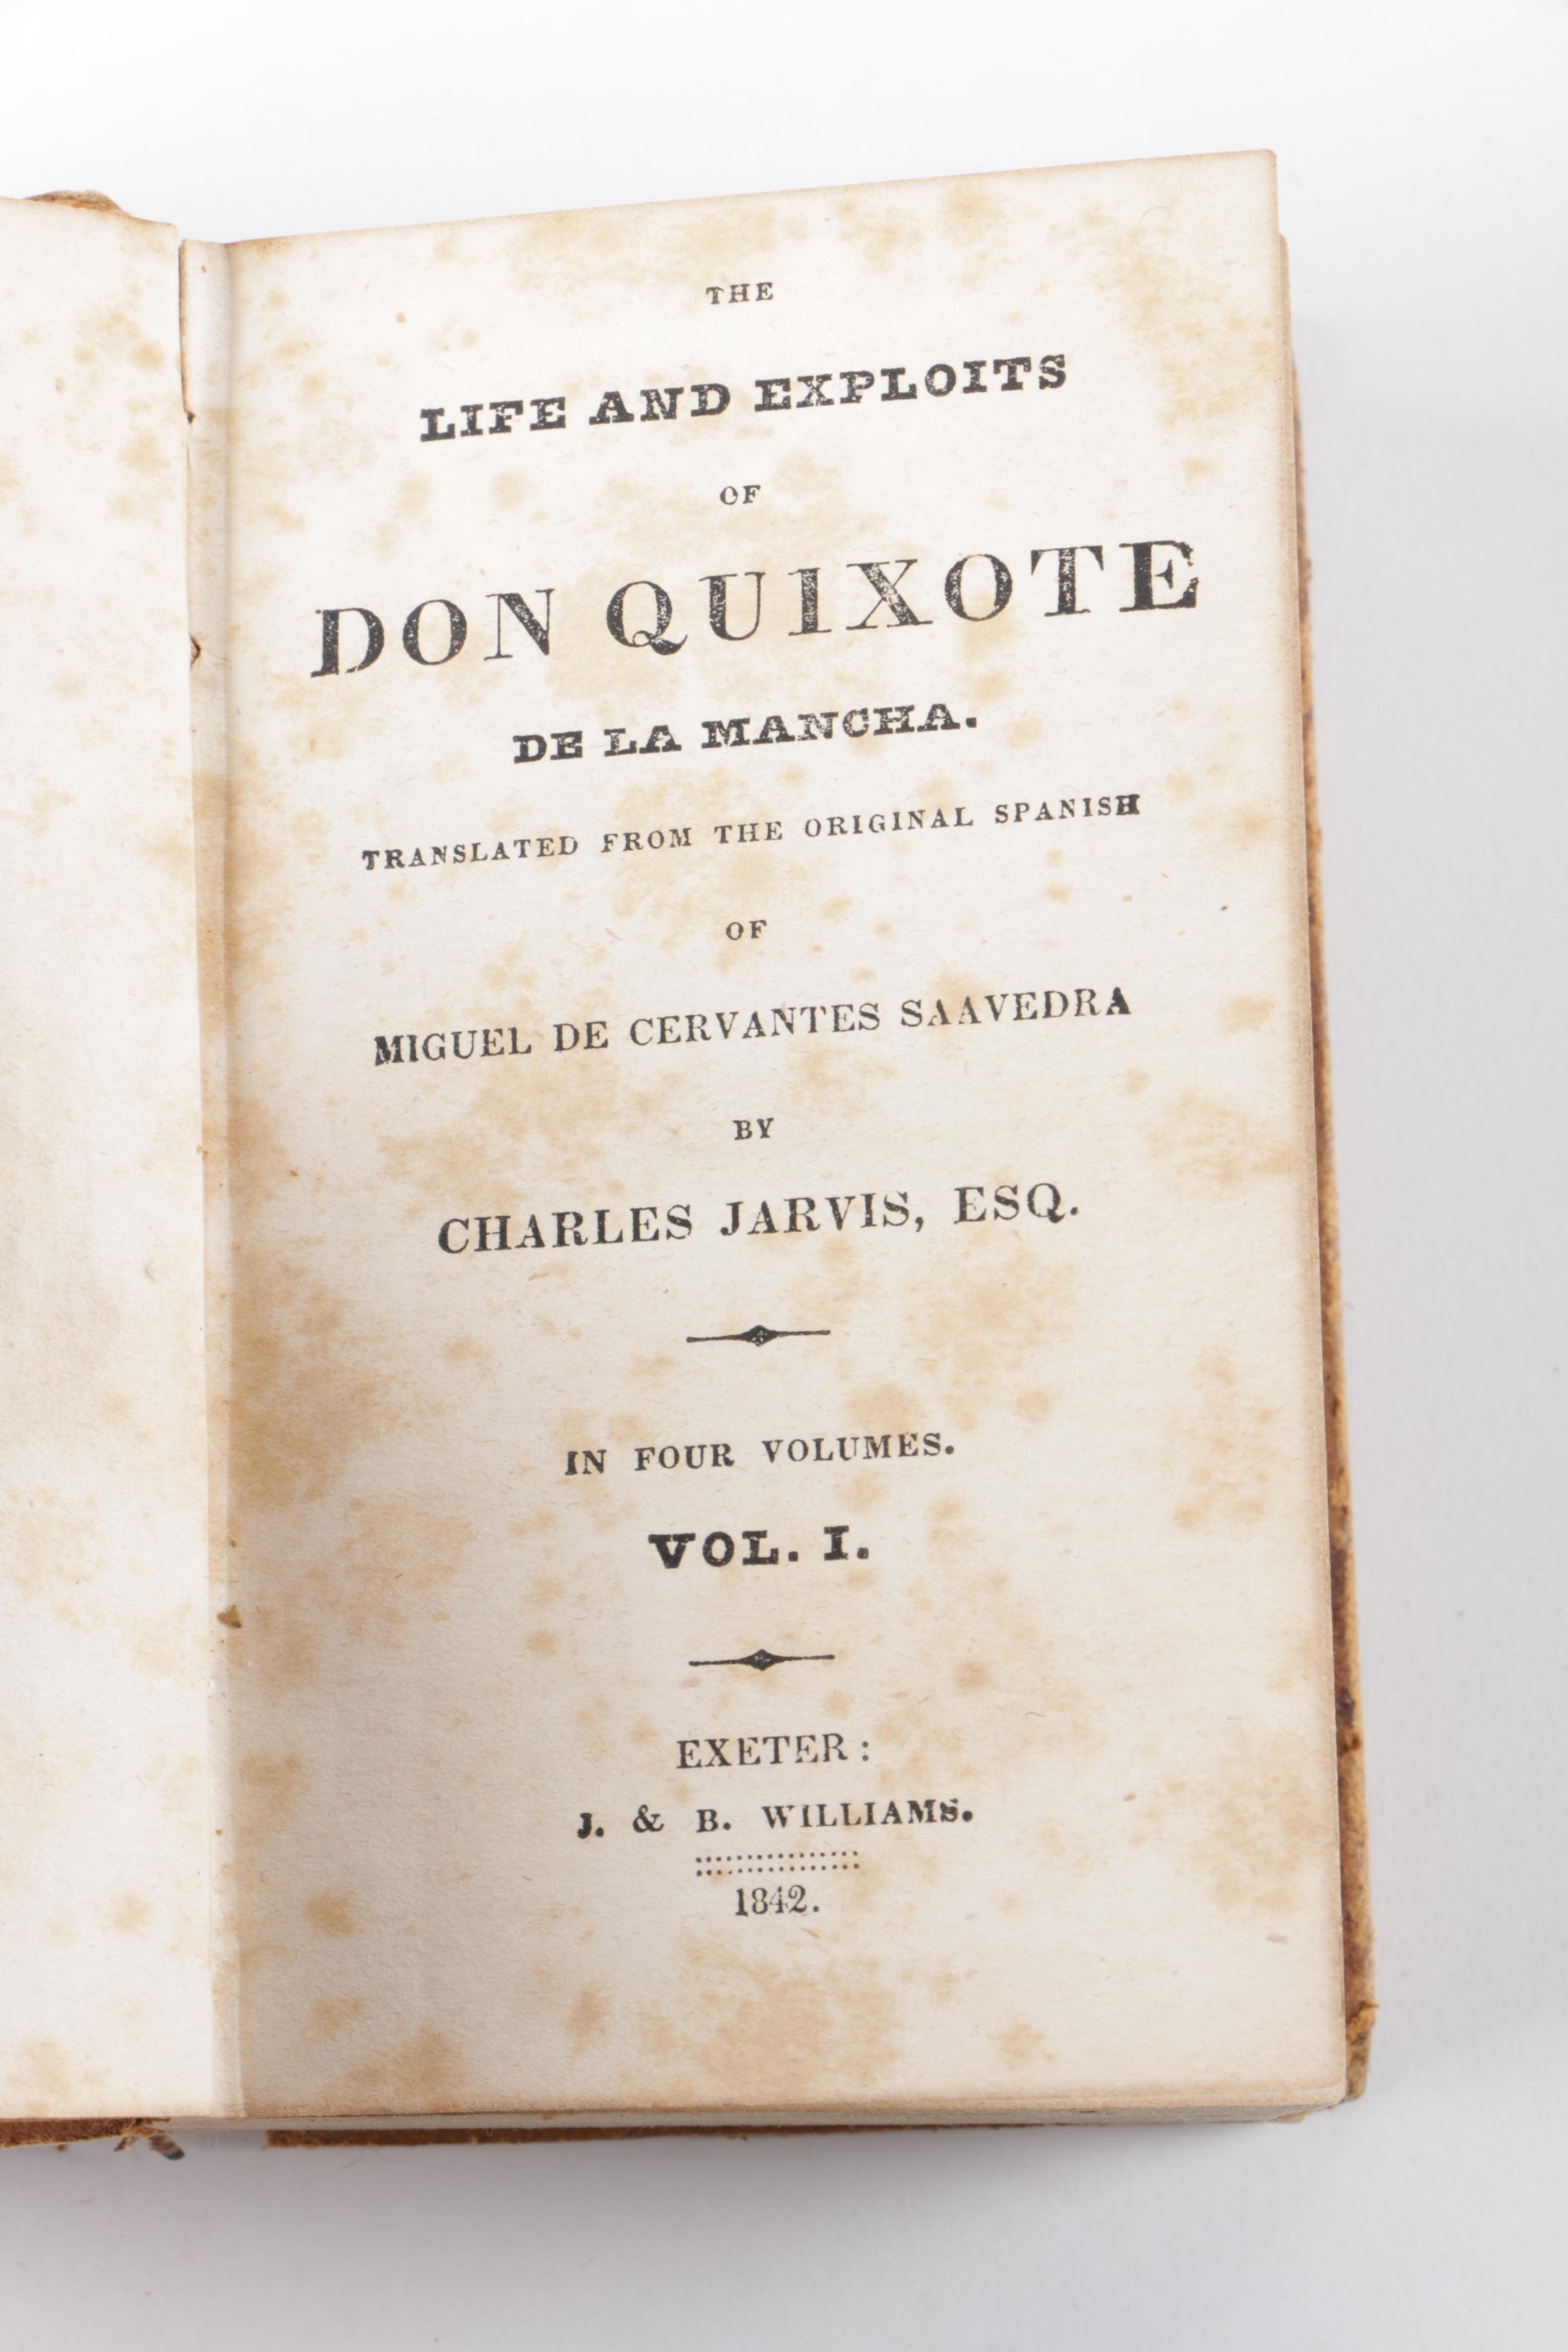 THE
LIFE AND EXPLOITS
OF
DON QUIXOTE
DE LA MANCHA.
TRANSLATED FROM THE ORIGINAL SPANISH
OF
MIGUEL DE CERVANTES SAAVEDRA
BY
CHARLES JARVIS, ESQ.
IN FOUR VOLUMES.
VOL. I.
EXETER:
J. & B. WILLIAMS.
1842.